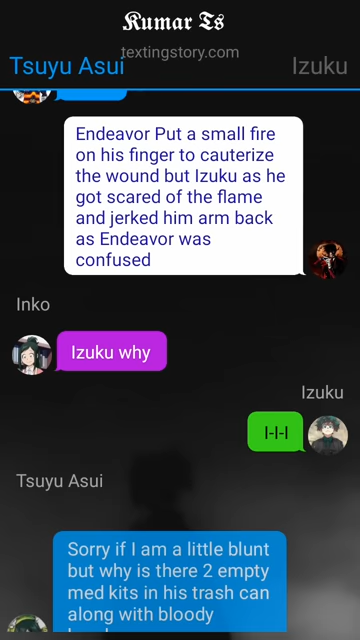 Kumar Ts
textingstory.com
Tsuyu Asui Izuku
Endeavor Put a small fire
on his finger to cauterize
the wound but Izuku as he
got scared of the flame
and jerked him arm back
as Endeavor was
confused
Inko
Izuku why
Izuku
I-I-I
Tsuyu Asui
Sorry if I am a little blunt
but why is there 2 empty
med kits in his trash can
along with bloody